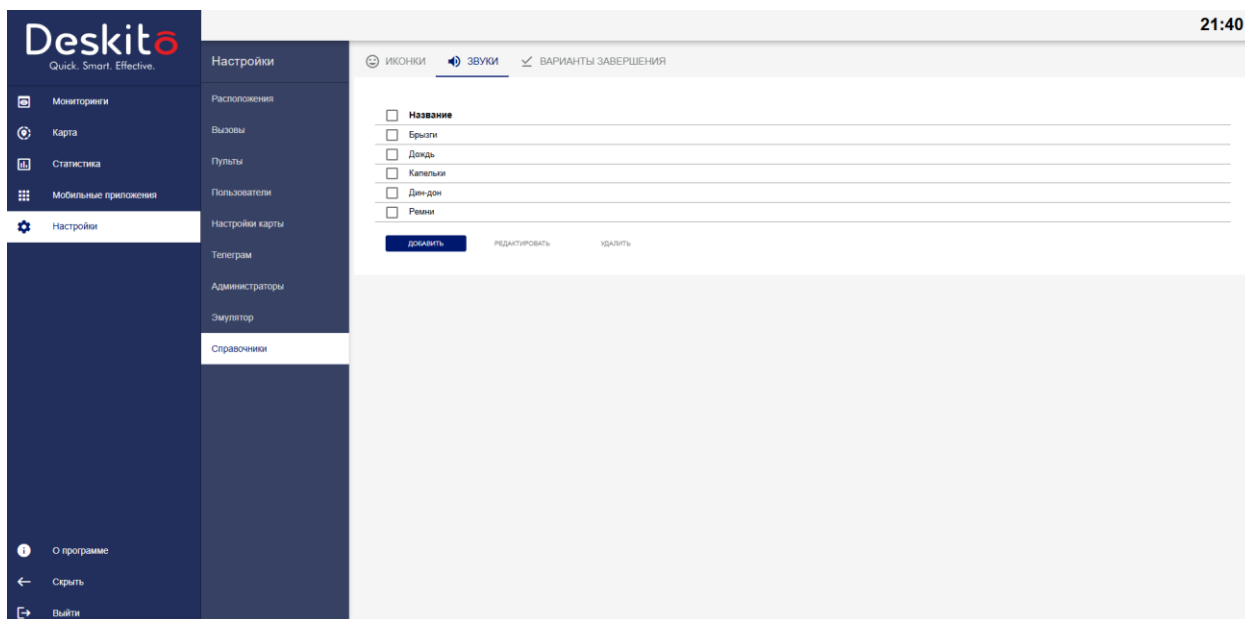 Deskito
Quick. Smart. Effective.
21:40
Мониторинги
Карта
Статистика
Мобильные приложения
Настройки
О программе
Скрыть
Выйти
Настройки
Расположения
Вызовы
Пульты
Пользователи
Настройки карты
Телеграм
Администраторы
Эмулятор
Справочники
ИКОНКИ ЗВУКИ ВАРИАНТЫ ЗАВЕРШЕНИЯ
Название
Брызги
Дождь
Капельки
Дин-дон
Ремни
ДОБАВИТЬ РЕДАКТИРОВАТЬ УДАЛИТЬ